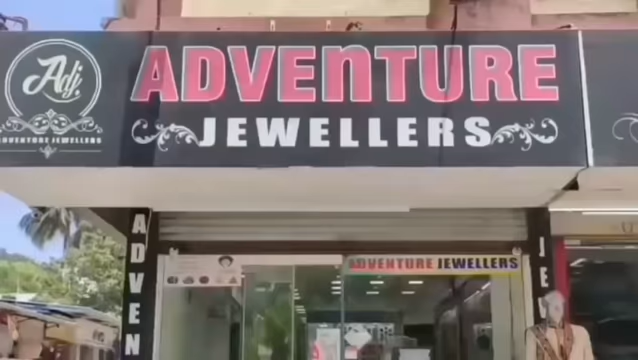 Adj
ADVENTURE JEWELLERS
ADVENTURE
JEWELLERS
ADVENTURE JEWELLERS
ADVEN
JE